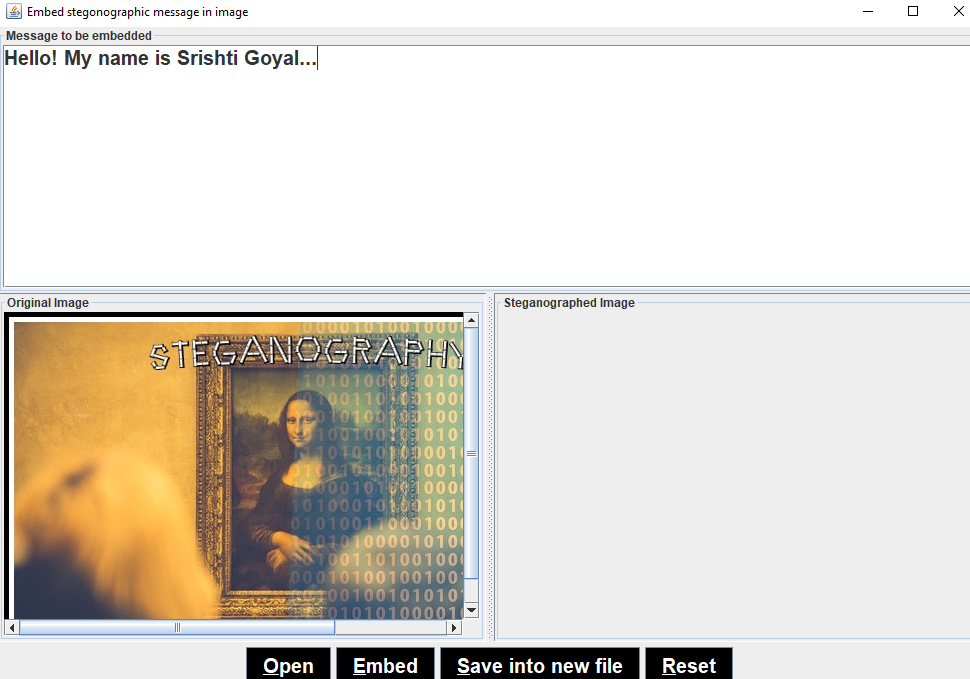 Embed stegonographic message in image
Message to be embedded
Hello! My name is Srishti Goyal...
Original Image
Steganographed Image
STEGANOGRAPHY
Open
Embed
Save into new file
Reset